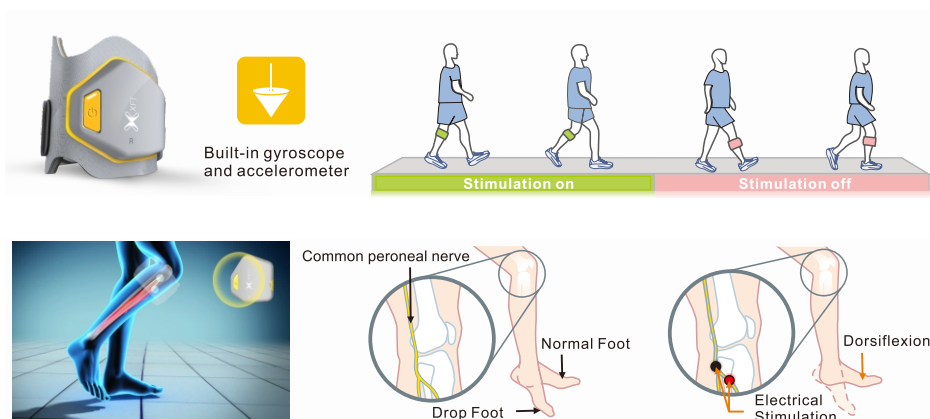 Built-in gyroscope
and accelerometer
R
Stimulation on
Stimulation off
Common peroneal nerve
Normal Foot
Drop Foot
Dorsiflexion
Electrical
Stimulation